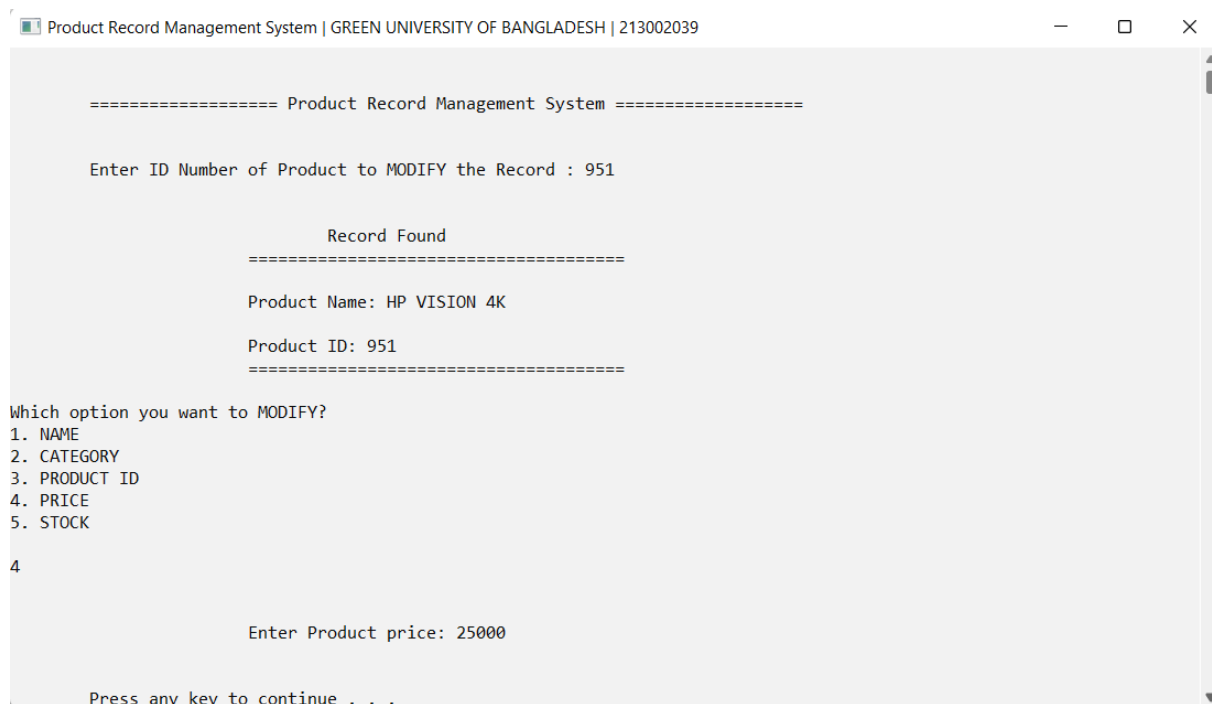 Product Record Management System | GREEN UNIVERSITY OF BANGLADESH | 213002039
=================== Product Record Management System ===================
Enter ID Number of Product to MODIFY the Record : 951
Record Found
======================================
Product Name: HP VISION 4K
Product ID: 951
======================================
Which option you want to MODIFY?
1. NAME
2. CATEGORY
3. PRODUCT ID
4. PRICE
5. STOCK
4
Enter Product price: 25000
Press any key to continue . . .